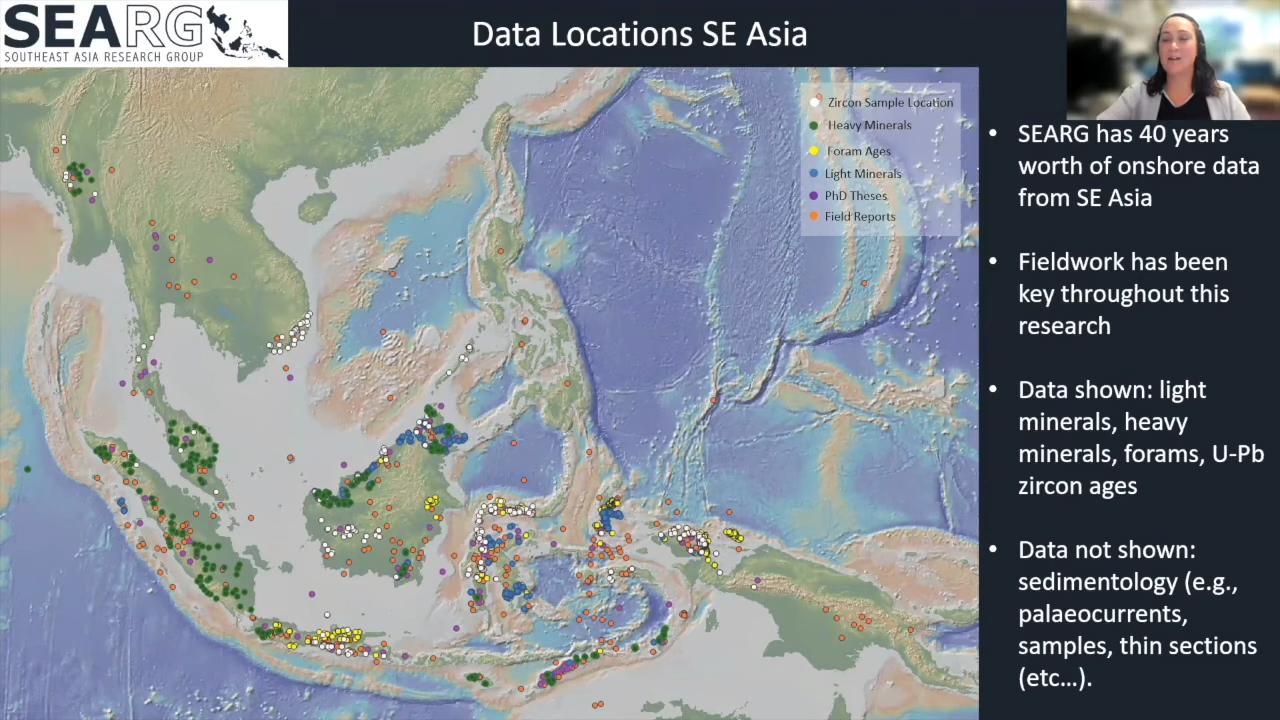 SEARG
SOUTHEAST ASIA RESEARCH GROUP
Data Locations SE Asia
Zircon Sample Location
Heavy Minerals
Foram Ages
Light Minerals
PhD Theses
Field Reports
• SEARG has 40 years
worth of onshore data
from SE Asia
• Fieldwork has been
key throughout this
research
• Data shown: light
minerals, heavy
minerals, forams, U-Pb
zircon ages
• Data not shown:
sedimentology (e.g.,
palaeocurrents,
samples, thin sections
(etc...).